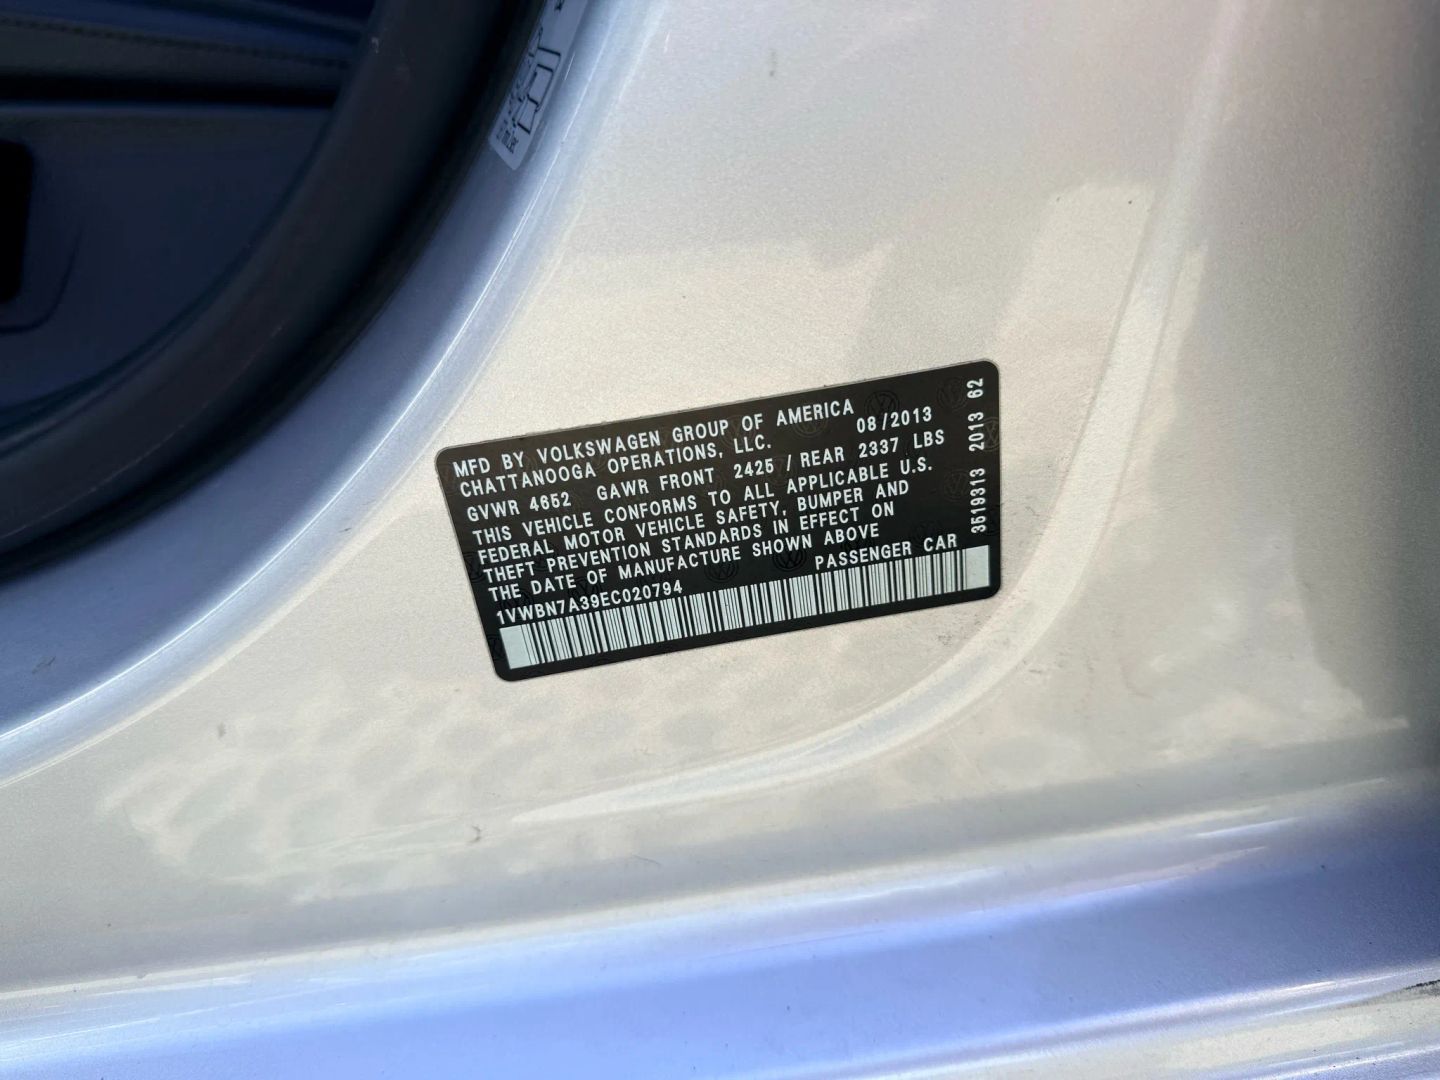 MFD BY VOLKSWAGEN GROUP OF AMERICA
CHATTANOOGA OPERATIONS, LLC. 08/2013
GVWR 4652 GAWR FRONT 2425 / REAR 2337 LBS
THIS VEHICLE CONFORMS TO ALL APPLICABLE U.S.
FEDERAL MOTOR VEHICLE SAFETY, BUMPER AND
THEFT PREVENTION STANDARDS IN EFFECT ON
THE DATE OF MANUFACTURE SHOWN ABOVE
1VWBN7A39EC020794 PASSENGER CAR
3519313 2013 62